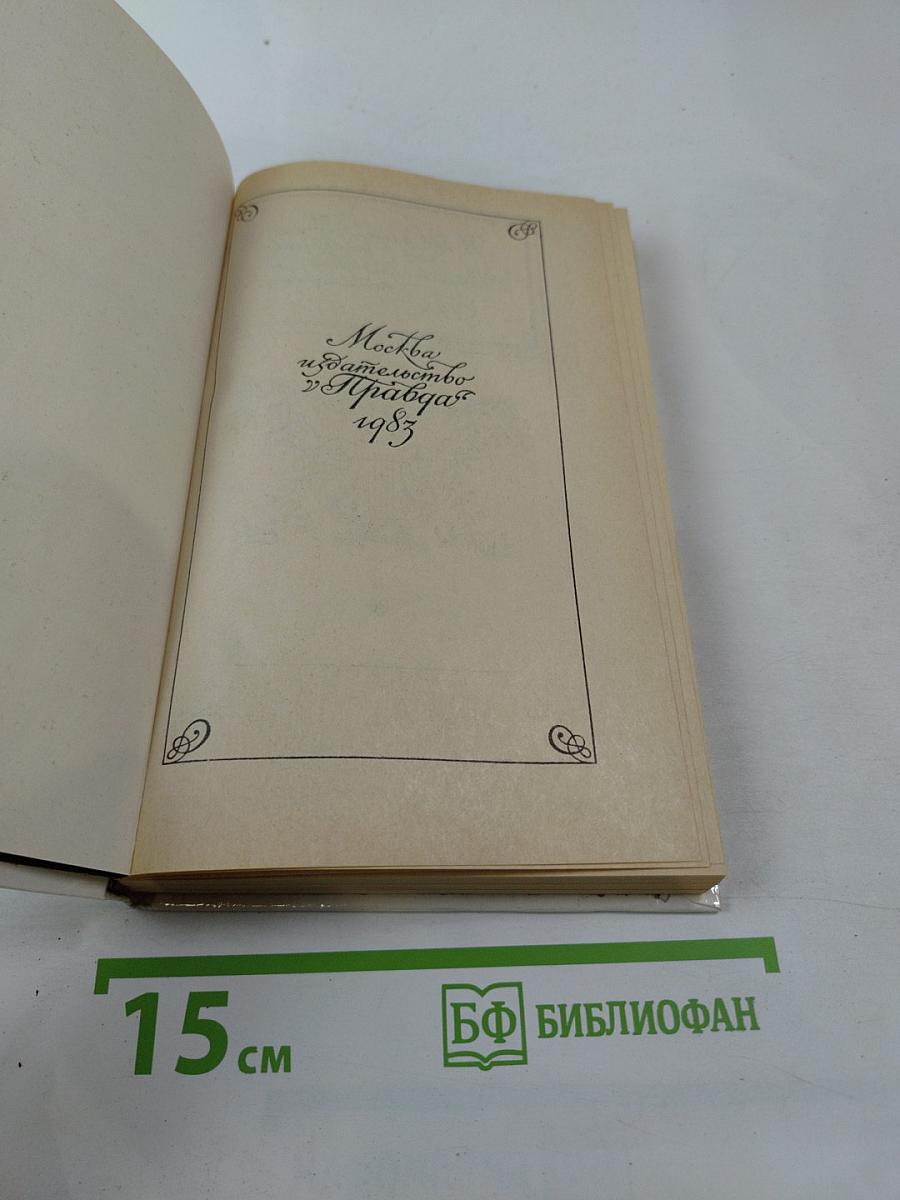 Москва
издательство
„Правда“
1983
15 см
БФ БИБЛИОФАН